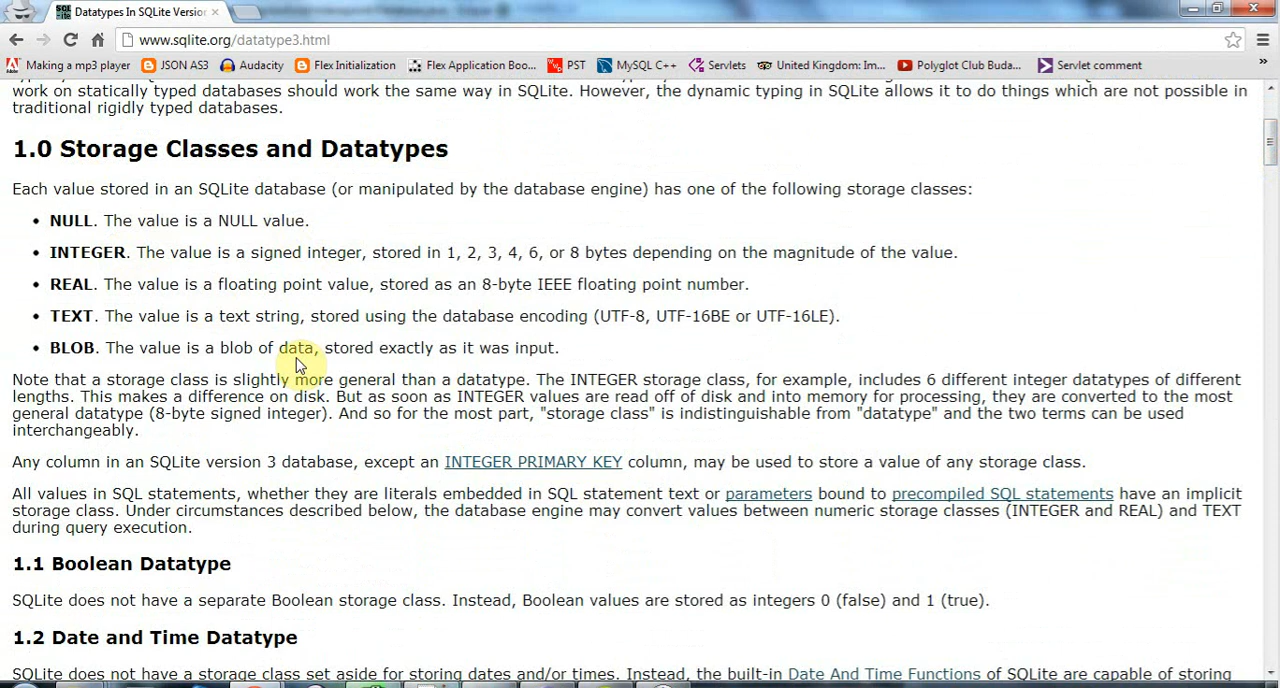 Datatypes In SQLite Version
www.sqlite.org/datatype3.html
Making a mp3 player JSON AS3 Audacity Flex Initialization Flex Application Boo... PST MySQL C++ Servlets United Kingdom: Im... Polyglot Club Buda... Servlet comment »
work on statically typed databases should work the same way in SQLite. However, the dynamic typing in SQLite allows it to do things which are not possible in
traditional rigidly typed databases.
1.0 Storage Classes and Datatypes
Each value stored in an SQLite database (or manipulated by the database engine) has one of the following storage classes:
• NULL. The value is a NULL value.
• INTEGER. The value is a signed integer, stored in 1, 2, 3, 4, 6, or 8 bytes depending on the magnitude of the value.
• REAL. The value is a floating point value, stored as an 8-byte IEEE floating point number.
• TEXT. The value is a text string, stored using the database encoding (UTF-8, UTF-16BE or UTF-16LE).
• BLOB. The value is a blob of data, stored exactly as it was input.
Note that a storage class is slightly more general than a datatype. The INTEGER storage class, for example, includes 6 different integer datatypes of different
lengths. This makes a difference on disk. But as soon as INTEGER values are read off of disk and into memory for processing, they are converted to the most
general datatype (8-byte signed integer). And so for the most part, "storage class" is indistinguishable from "datatype" and the two terms can be used
interchangeably.
Any column in an SQLite version 3 database, except an INTEGER PRIMARY KEY column, may be used to store a value of any storage class.
All values in SQL statements, whether they are literals embedded in SQL statement text or parameters bound to precompiled SQL statements have an implicit
storage class. Under circumstances described below, the database engine may convert values between numeric storage classes (INTEGER and REAL) and TEXT
during query execution.
1.1 Boolean Datatype
SQLite does not have a separate Boolean storage class. Instead, Boolean values are stored as integers 0 (false) and 1 (true).
1.2 Date and Time Datatype
SQLite does not have a storage class set aside for storing dates and/or times. Instead, the built-in Date And Time Functions of SQLite are capable of storing